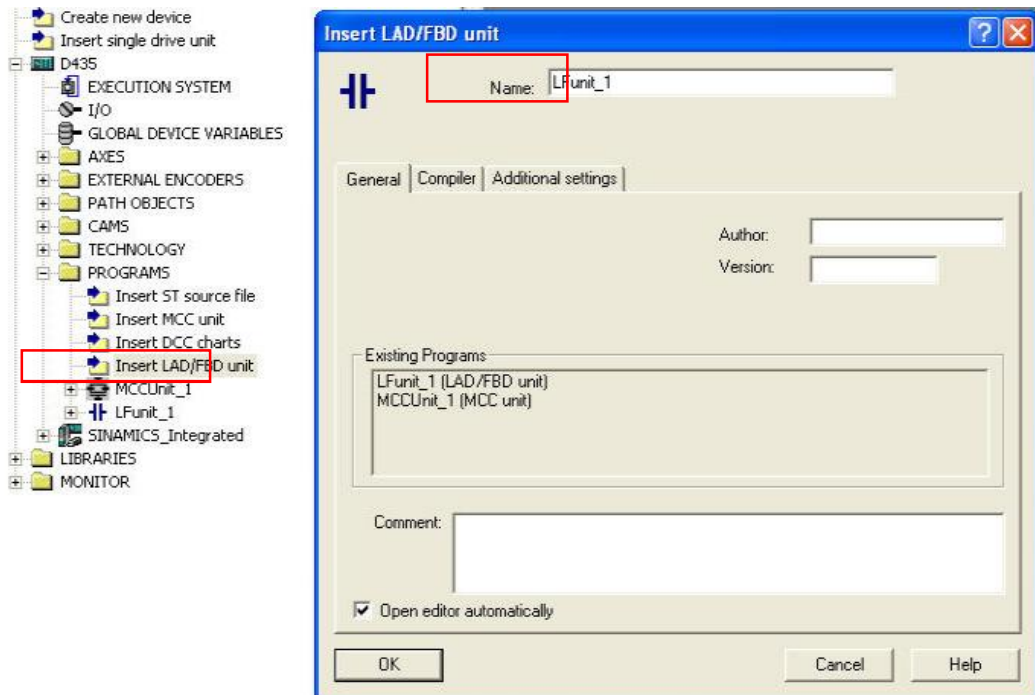 Create new device
Insert single drive unit
D435
EXECUTION SYSTEM
I/O
GLOBAL DEVICE VARIABLES
AXES
EXTERNAL ENCODERS
PATH OBJECTS
CAMS
TECHNOLOGY
PROGRAMS
Insert ST source file
Insert MCC unit
Insert DCC charts
Insert LAD/FBD unit
MCCUnit_1
LFunit_1
SINAMICS_Integrated
LIBRARIES
MONITOR
Insert LAD/FBD unit
Name: LFunit_1
General Compiler Additional settings
Author:
Version:
Existing Programs
LFunit_1 (LAD/FBD unit)
MCCUnit_1 (MCC unit)
Comment:
Open editor automatically
OK Cancel Help